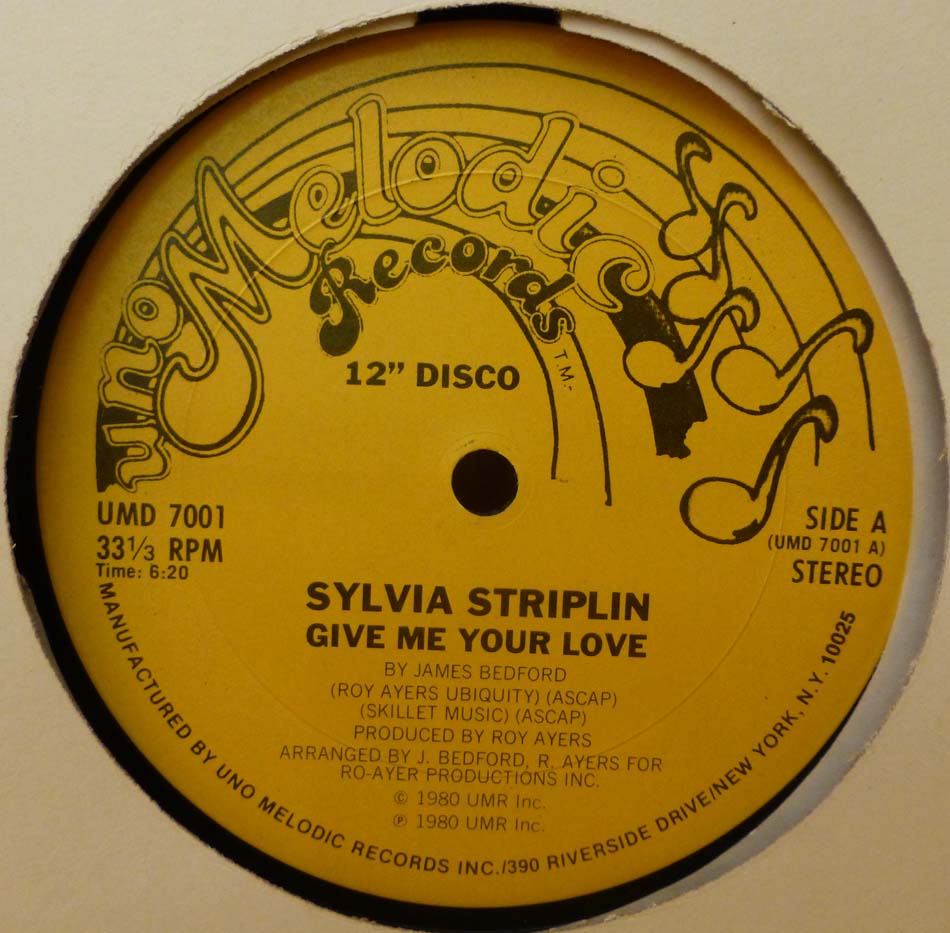 uno Melodic
Records
T.M.
12” DISCO
UMD 7001
33⅓ RPM
Time: 6:20
SIDE A
(UMD 7001 A)
STEREO
SYLVIA STRIPLIN
GIVE ME YOUR LOVE
BY JAMES BEDFORD
(ROY AYERS UBIQUITY) (ASCAP)
(SKILLET MUSIC) (ASCAP)
PRODUCED BY ROY AYERS
ARRANGED BY J. BEDFORD, R. AYERS FOR
RO-AYER PRODUCTIONS INC.
© 1980 UMR Inc.
℗ 1980 UMR Inc.
MANUFACTURED BY UNO MELODIC RECORDS INC./390 RIVERSIDE DRIVE/NEW YORK, N.Y. 10025